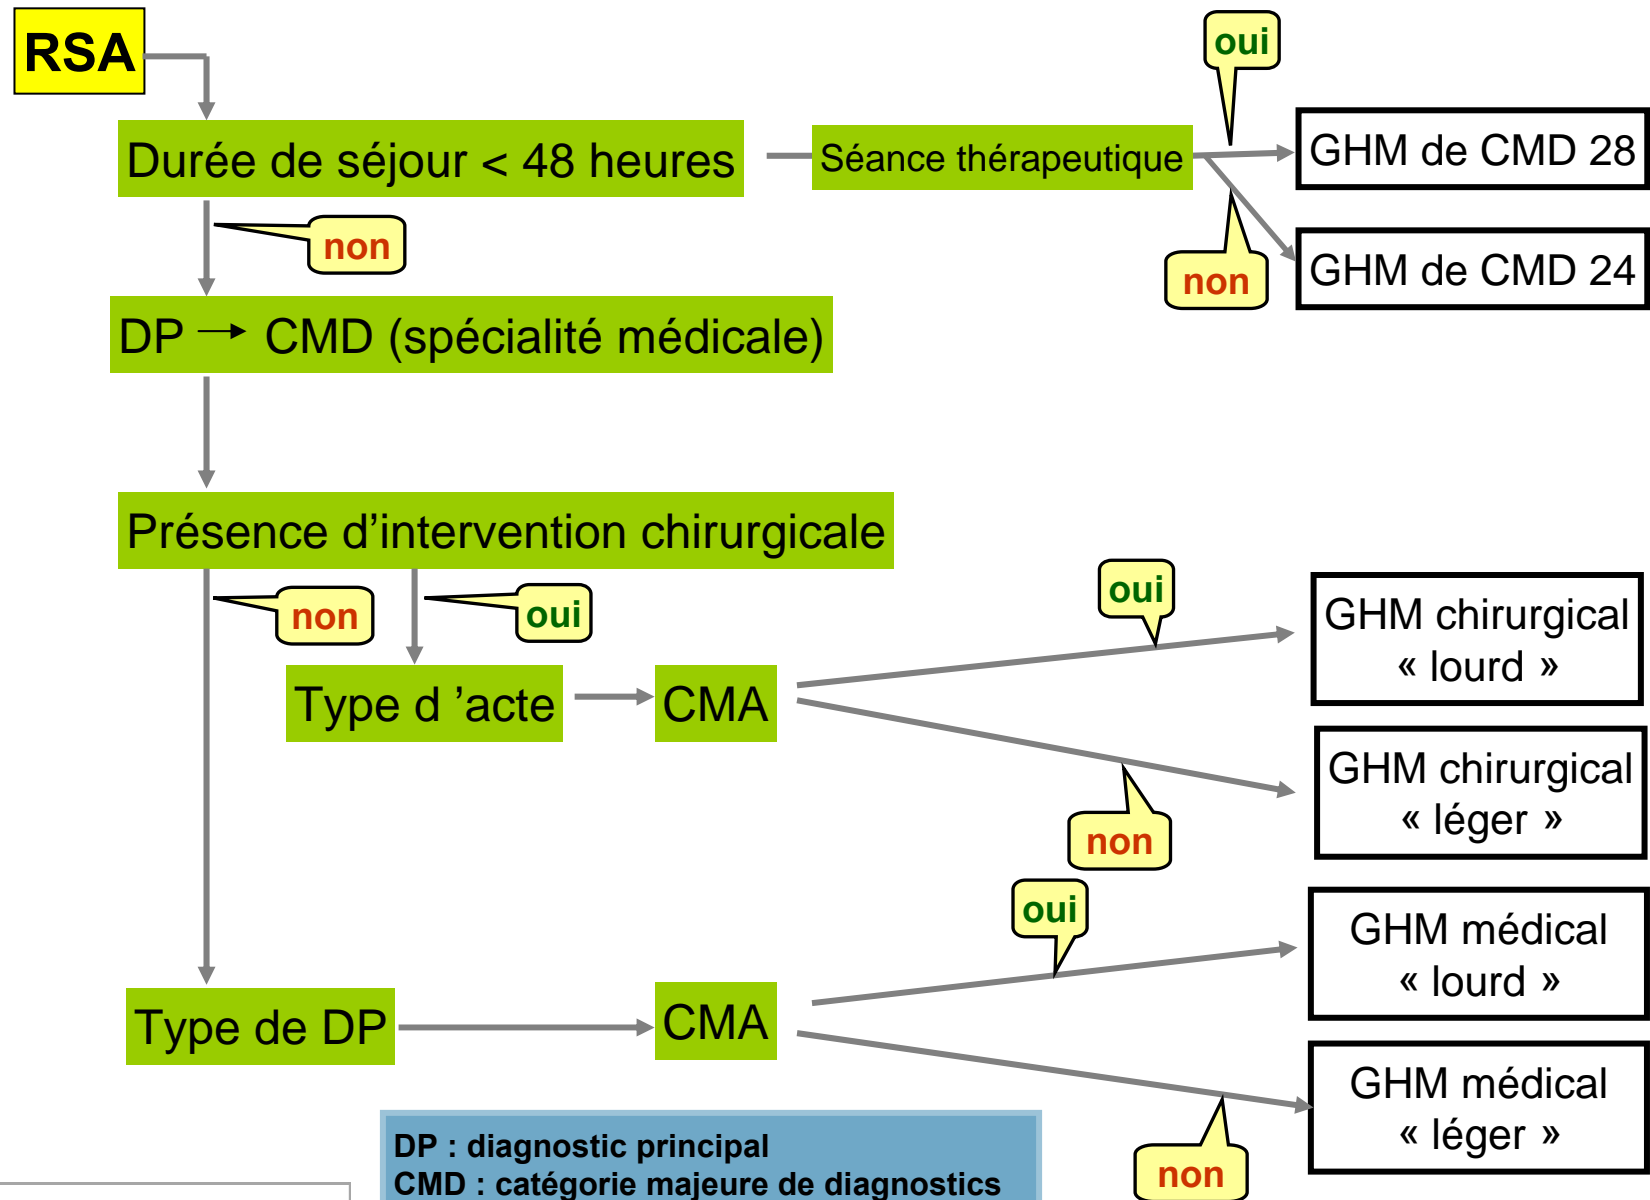 RSA
oui
Durée de séjour < 48 heures
Séance thérapeutique
GHM de CMD 28
non
non
GHM de CMD 24
DP → CMD (spécialité médicale)
Présence d’intervention chirurgicale
non
oui
oui
GHM chirurgical
« lourd »
Type d ’acte
CMA
GHM chirurgical
« léger »
non
oui
GHM médical
« lourd »
Type de DP
CMA
GHM médical
« léger »
non
DP : diagnostic principal
CMD : catégorie majeure de diagnostics